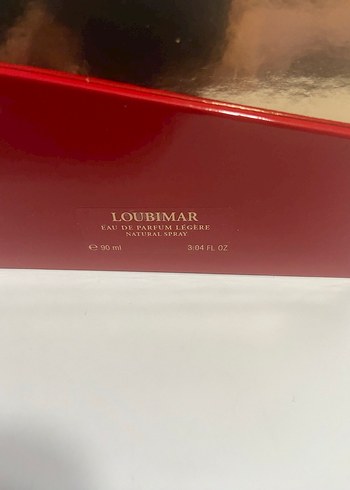 LOUBIMAR
EAU DE PARFUM LÉGÈRE
NATURAL SPRAY
℮ 90 ml 3:04 FL OZ